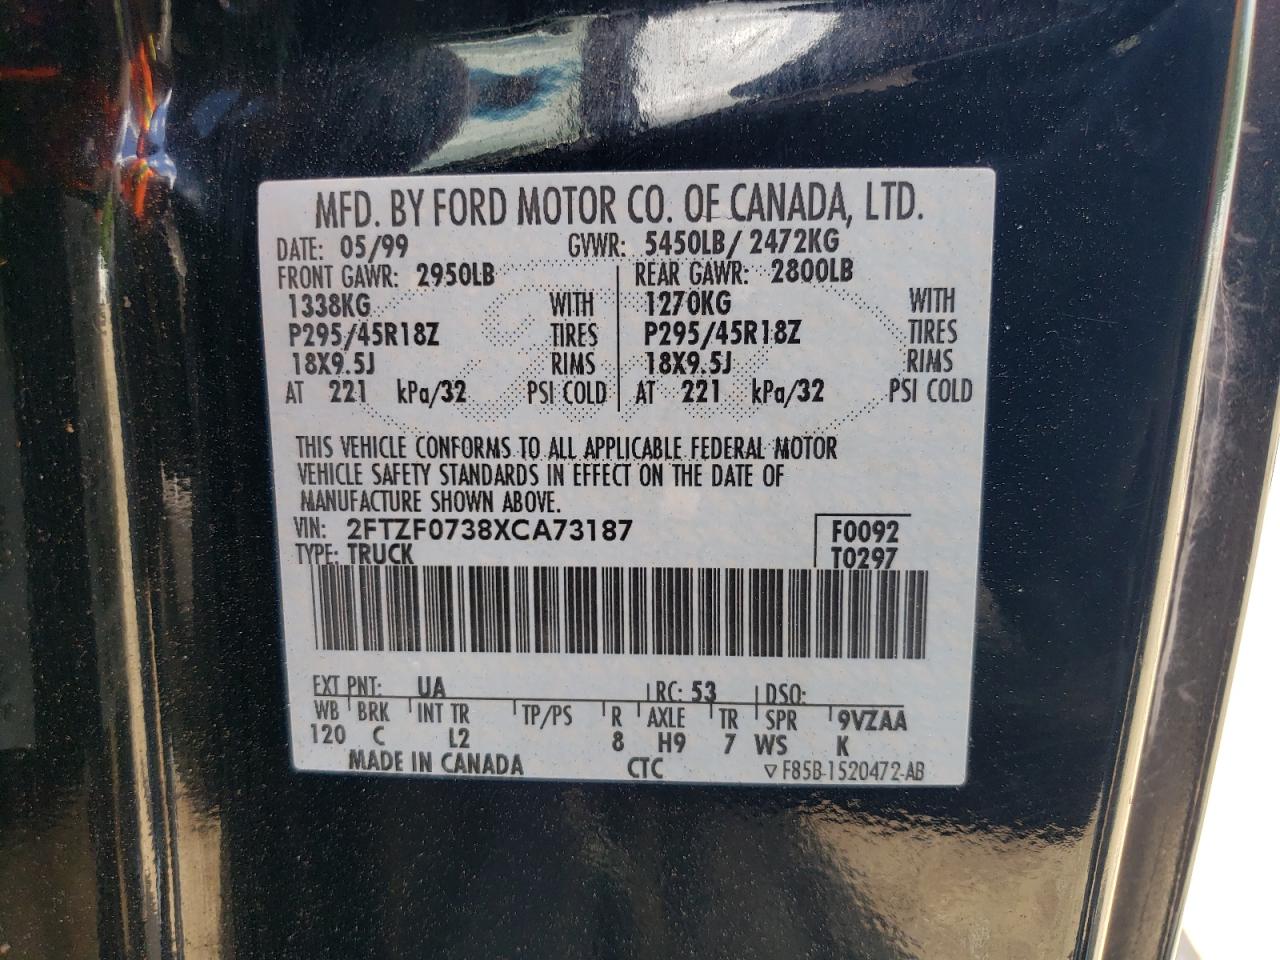 MFD. BY FORD MOTOR CO. OF CANADA, LTD.
DATE: 05/99 GVWR: 5450LB/ 2472KG
FRONT GAWR: 2950LB REAR GAWR: 2800LB
1338KG WITH 1270KG WITH
P295/45R18Z TIRES P295/45R18Z TIRES
18X9.5J RIMS 18X9.5J RIMS
AT 221 kPa/32 PSI COLD AT 221 kPa/32 PSI COLD
THIS VEHICLE CONFORMS TO ALL APPLICABLE FEDERAL MOTOR
VEHICLE SAFETY STANDARDS IN EFFECT ON THE DATE OF
MANUFACTURE SHOWN ABOVE.
VIN: 2FTZF0738XCA73187 F0092
TYPE: TRUCK T0297
EXT PNT: UA RC: 53 DSO:
WB BRK INT TR TP/PS R AXLE TR SPR 9VZAA
120 C L2 8 H9 7 WS K
MADE IN CANADA CTC ▽F85B-1520472-AB